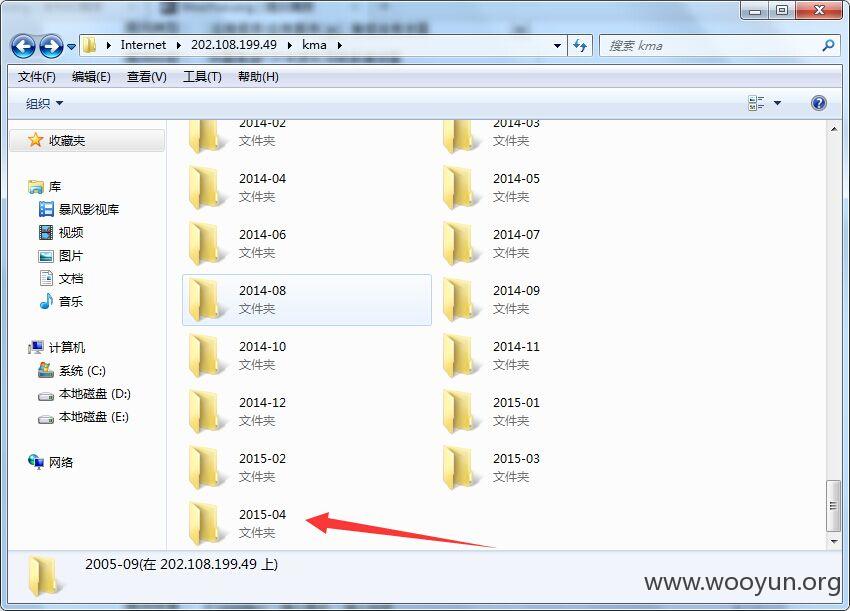 Internet ▸ 202.108.199.49 ▸ kma ▸
搜索 kma
文件(F) 编辑(E) 查看(V) 工具(T) 帮助(H)
组织
收藏夹
库
暴风影视库
视频
图片
文档
音乐
计算机
系统 (C:)
本地磁盘 (D:)
本地磁盘 (E:)
网络
2014-02
文件夹
2014-03
文件夹
2014-04
文件夹
2014-05
文件夹
2014-06
文件夹
2014-07
文件夹
2014-08
文件夹
2014-09
文件夹
2014-10
文件夹
2014-11
文件夹
2014-12
文件夹
2015-01
文件夹
2015-02
文件夹
2015-03
文件夹
2015-04
文件夹
2005-09(在 202.108.199.49 上)
www.wooyun.org